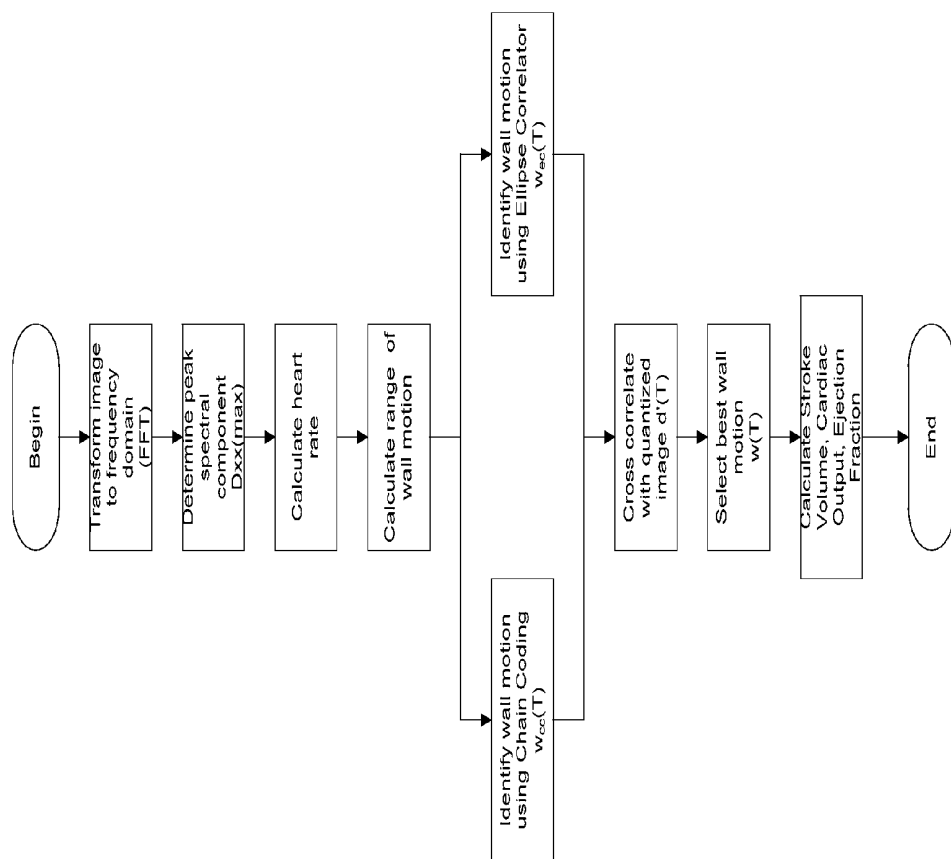 Begin
Transform image
to frequency
domain
(FFT)
Determine peak
spectral
component
Dxx(max)
Calculate heart
rate
Calculate range of
wall motion
Identify wall motion
using Chain Coding
wcc(T)
Identify wall motion
using Ellipse Correlator
wec(T)
Cross correlate
with quantized
image d'(T)
Select best wall
motion
w(T)
Calculate Stroke
Volume, Cardiac
Output, Ejection
Fraction
End